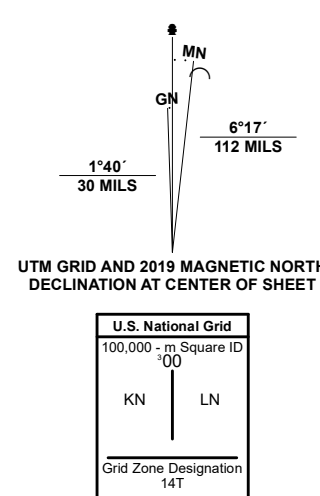 MN
GN
6°17´
112 MILS
1°40´
30 MILS
UTM GRID AND 2019 MAGNETIC NORTH
DECLINATION AT CENTER OF SHEET
U.S. National Grid
100,000 - m Square ID
³00
KN LN
Grid Zone Designation
14T